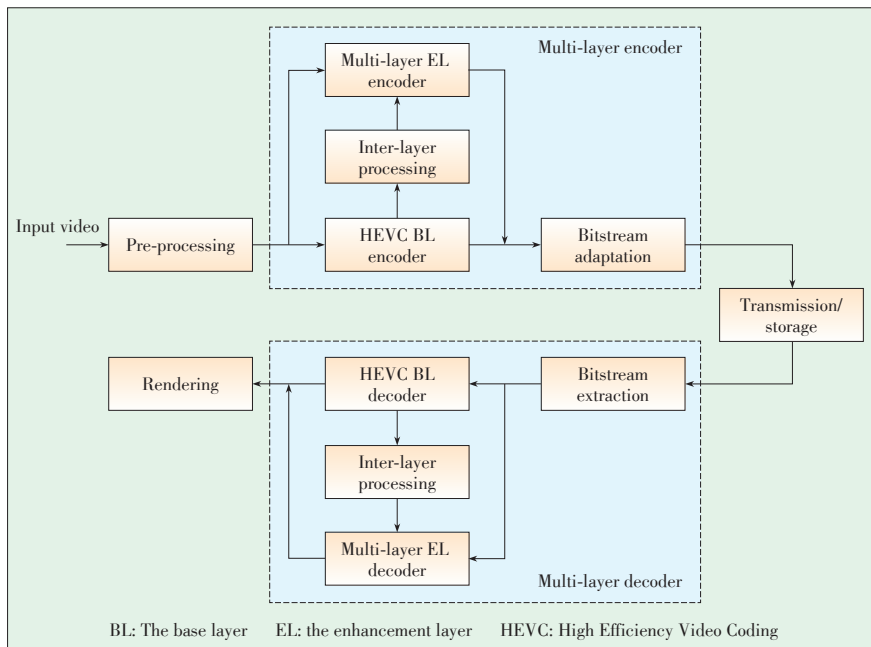 Multi-layer encoder
Multi-layer EL
encoder
Inter-layer
processing
Input video
Pre-processing
HEVC BL
encoder
Bitstream
adaptation
Transmission/
storage
Rendering
HEVC BL
decoder
Bitstream
extraction
Inter-layer
processing
Multi-layer EL
decoder
Multi-layer decoder
BL: The base layer EL: the enhancement layer HEVC: High Efficiency Video Coding